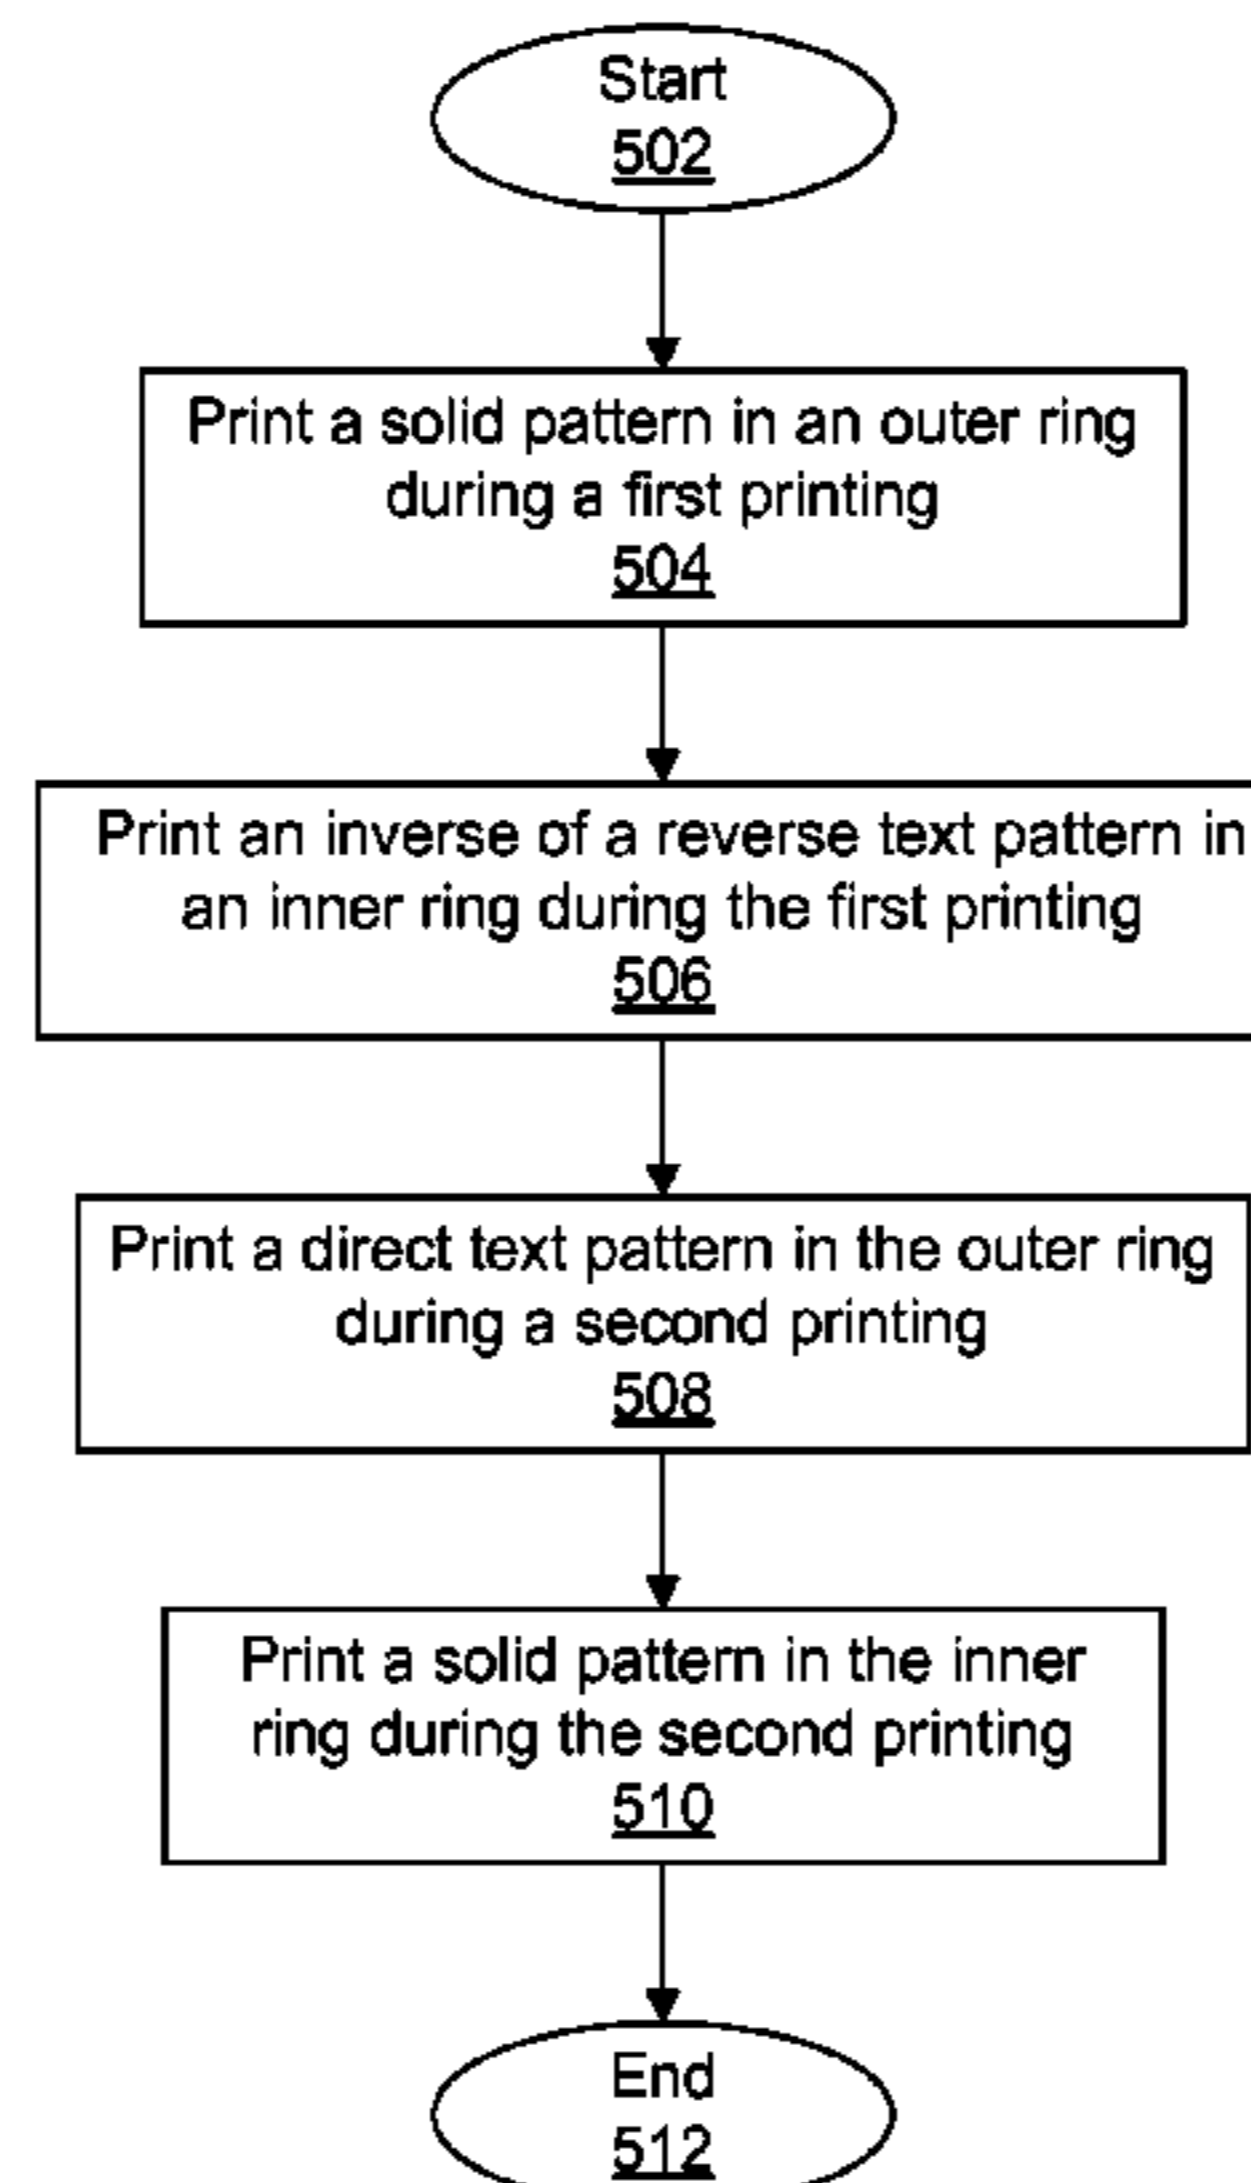 Start
502
Print a solid pattern in an outer ring
during a first printing
504
Print an inverse of a reverse text pattern in
an inner ring during the first printing
506
Print a direct text pattern in the outer ring
during a second printing
508
Print a solid pattern in the inner
ring during the second printing
510
End
512